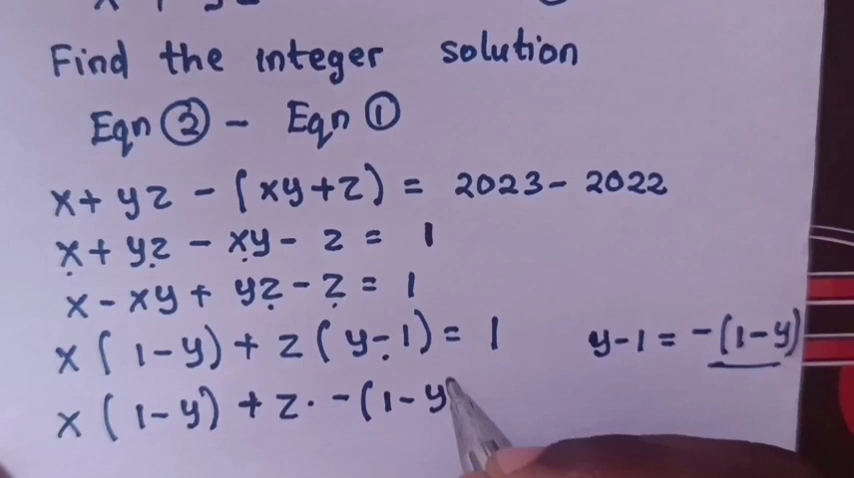 Find the integer solution
Eqn ② - Eqn ①
x + yz - (xy + z) = 2023 - 2022
x + yz - xy - z = 1
x - xy + yz - z = 1
x ( 1 - y) + z ( y - 1) = 1 y - 1 = - (1 - y)
x ( 1 - y) + z · - (1 - y